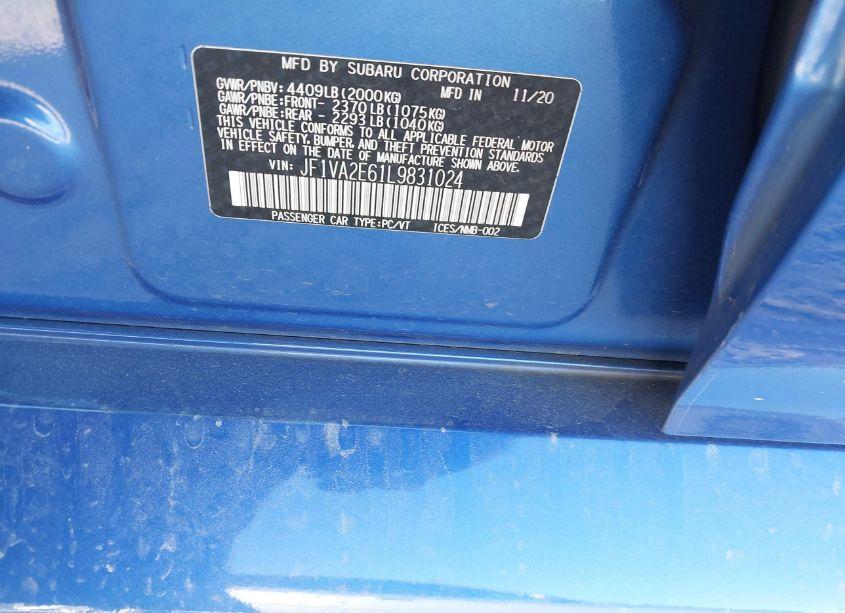 MFD BY SUBARU CORPORATION
GVWR/PNBV: 4409LB(2000KG) MFD IN 11/20
GAWR/PNBE:FRONT- 2370LB(1075KG)
GAWR/PNBE:REAR - 2293LB(1040KG)
THIS VEHICLE CONFORMS TO ALL APPLICABLE FEDERAL MOTOR
VEHICLE SAFETY, BUMPER, AND THEFT PREVENTION STANDARDS
IN EFFECT ON THE DATE OF MANUFACTURE SHOWN ABOVE.
VIN: JF1VA2E61L9831024
PASSENGER CAR TYPE:PC/VT ICES/NMB-002